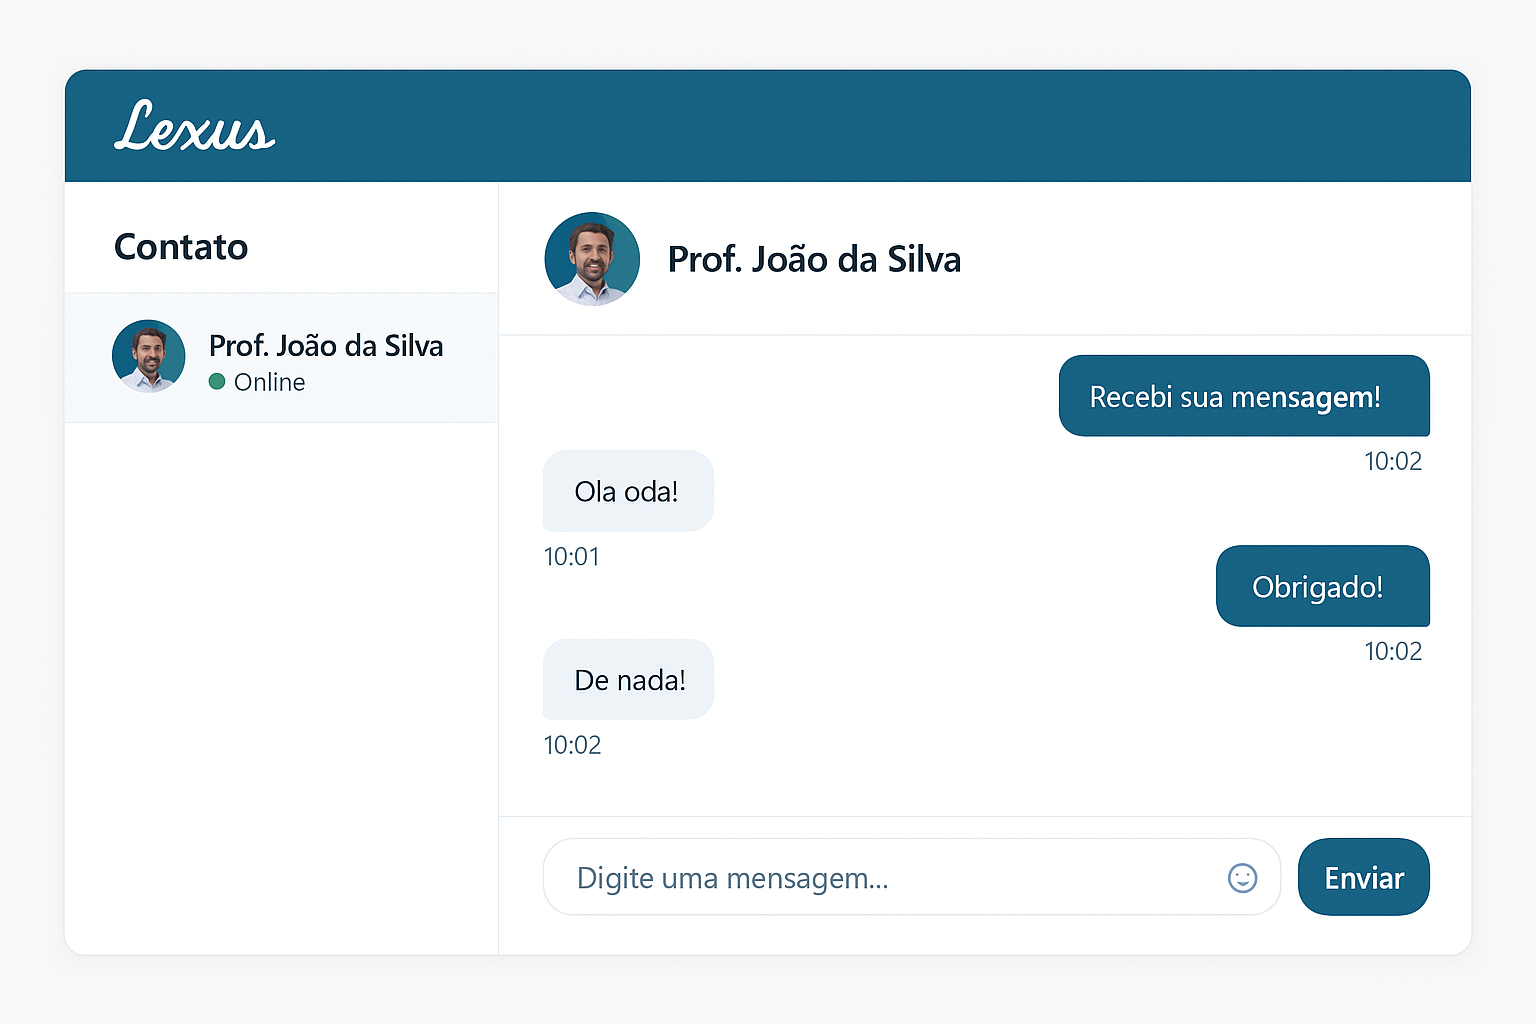 Lexus
Contato
Prof. João da Silva
Online
Prof. João da Silva
Recebi sua mensagem!
10:02
Ola oda!
10:01
Obrigado!
10:02
De nada!
10:02
Digite uma mensagem...
Enviar